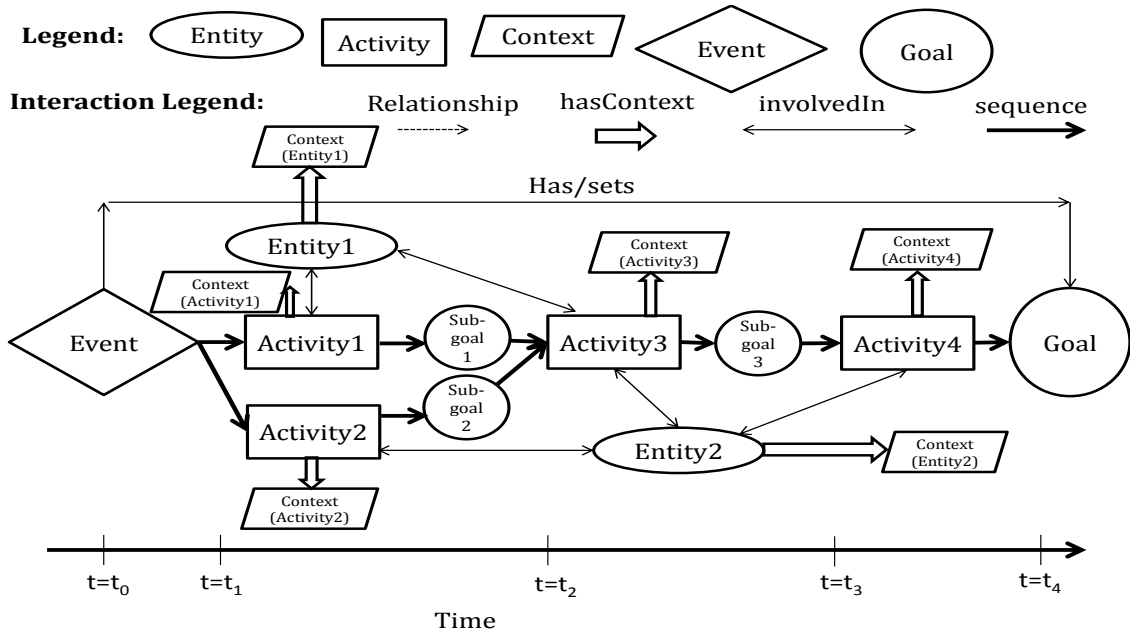 Legend:
Entity
Activity
Context
Event
Goal
Interaction Legend:
Relationship
hasContext
involvedIn
sequence
Context
(Entity1)
Has/sets
Entity1
Context
(Activity1)
Context
(Activity3)
Context
(Activity4)
Event
Activity1
Sub-
goal
1
Activity3
Sub-
goal
3
Activity4
Goal
Activity2
Sub-
goal
2
Entity2
Context
(Entity2)
Context
(Activity2)
t=t₀
t=t₁
t=t₂
t=t₃
t=t₄
Time